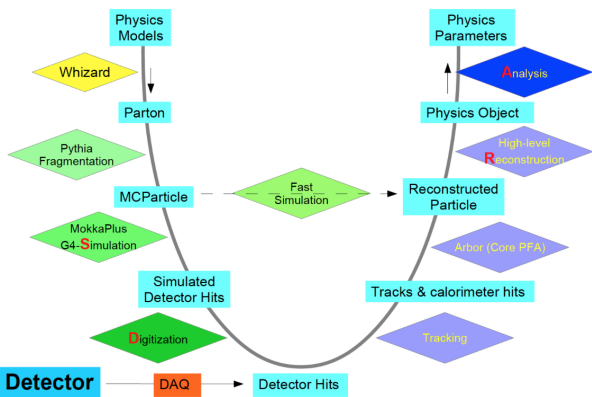 Physics
Models
Physics
Parameters
Whizard
Analysis
Parton
Physics Object
Pythia
Fragmentation
High-level
Reconstruction
MCParticle
Fast
Simulation
Reconstructed
Particle
MokkaPlus
G4-Simulation
Arbor (Core PFA)
Simulated
Detector Hits
Tracks & calorimeter hits
Digitization
Tracking
Detector
DAQ
Detector Hits